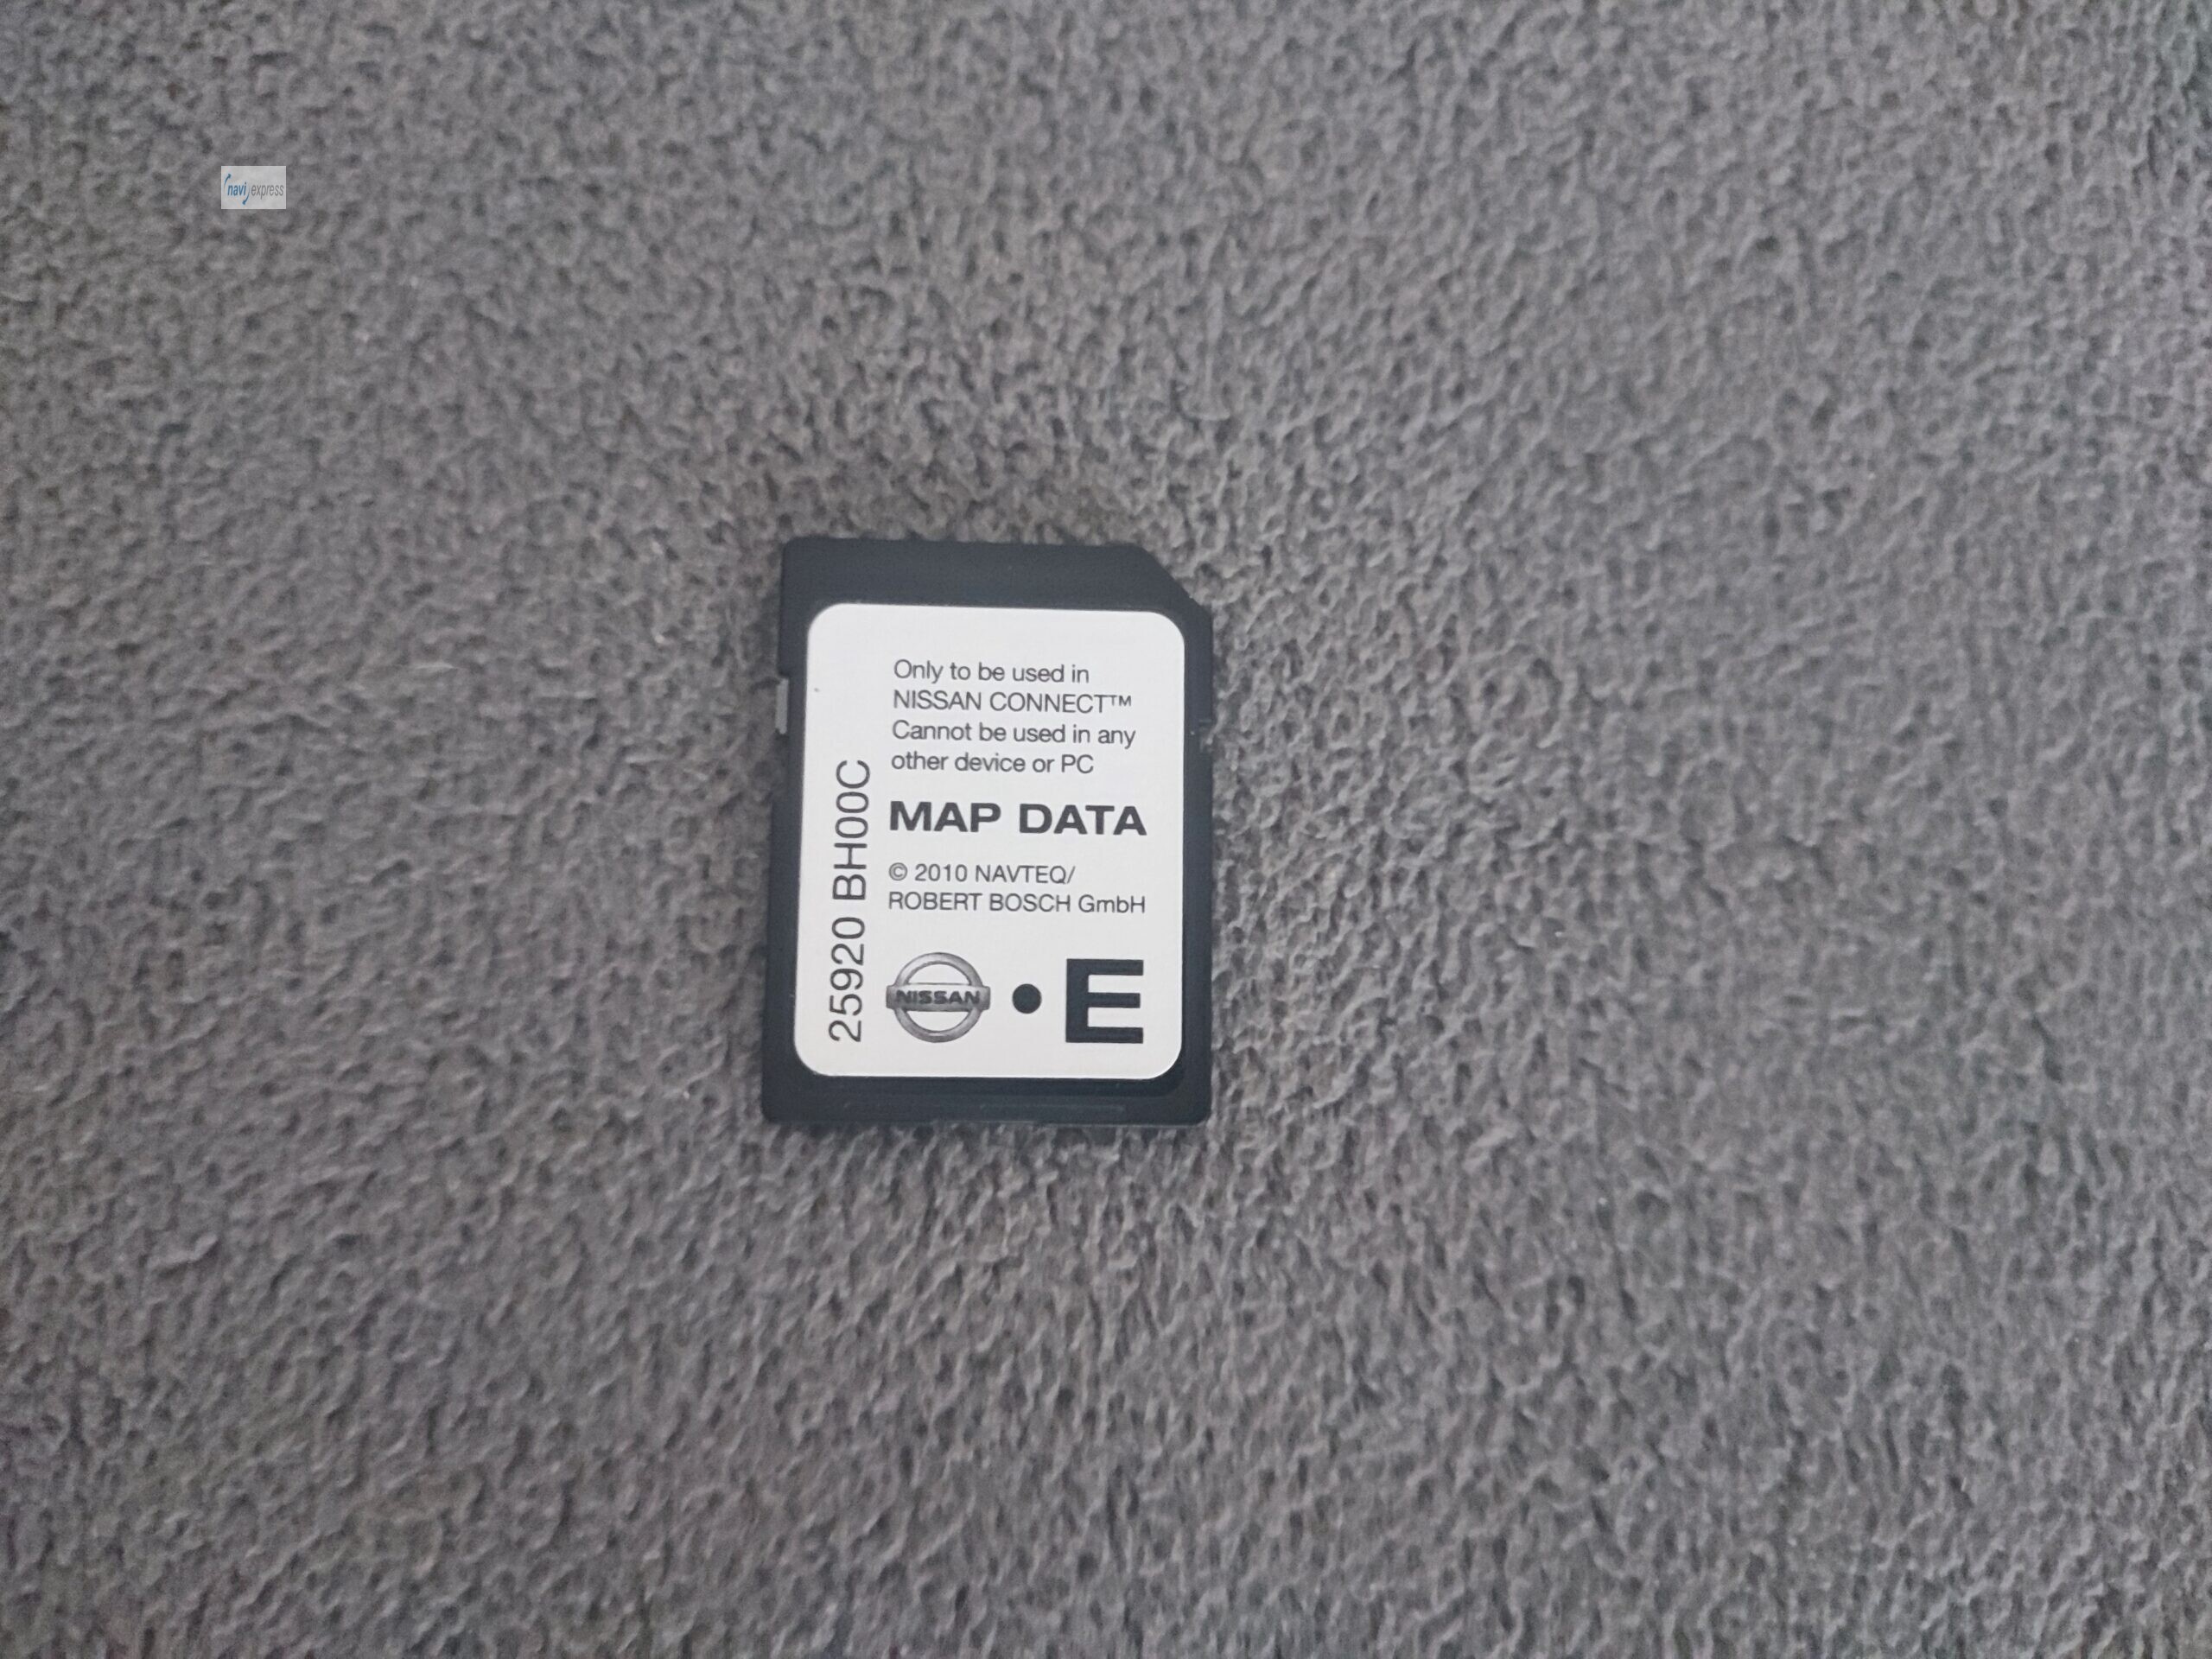 navi express
Only to be used in
NISSAN CONNECT™
Cannot be used in any
other device or PC
MAP DATA
© 2010 NAVTEQ/
ROBERT BOSCH GmbH
NISSAN • E
25920 BH00C